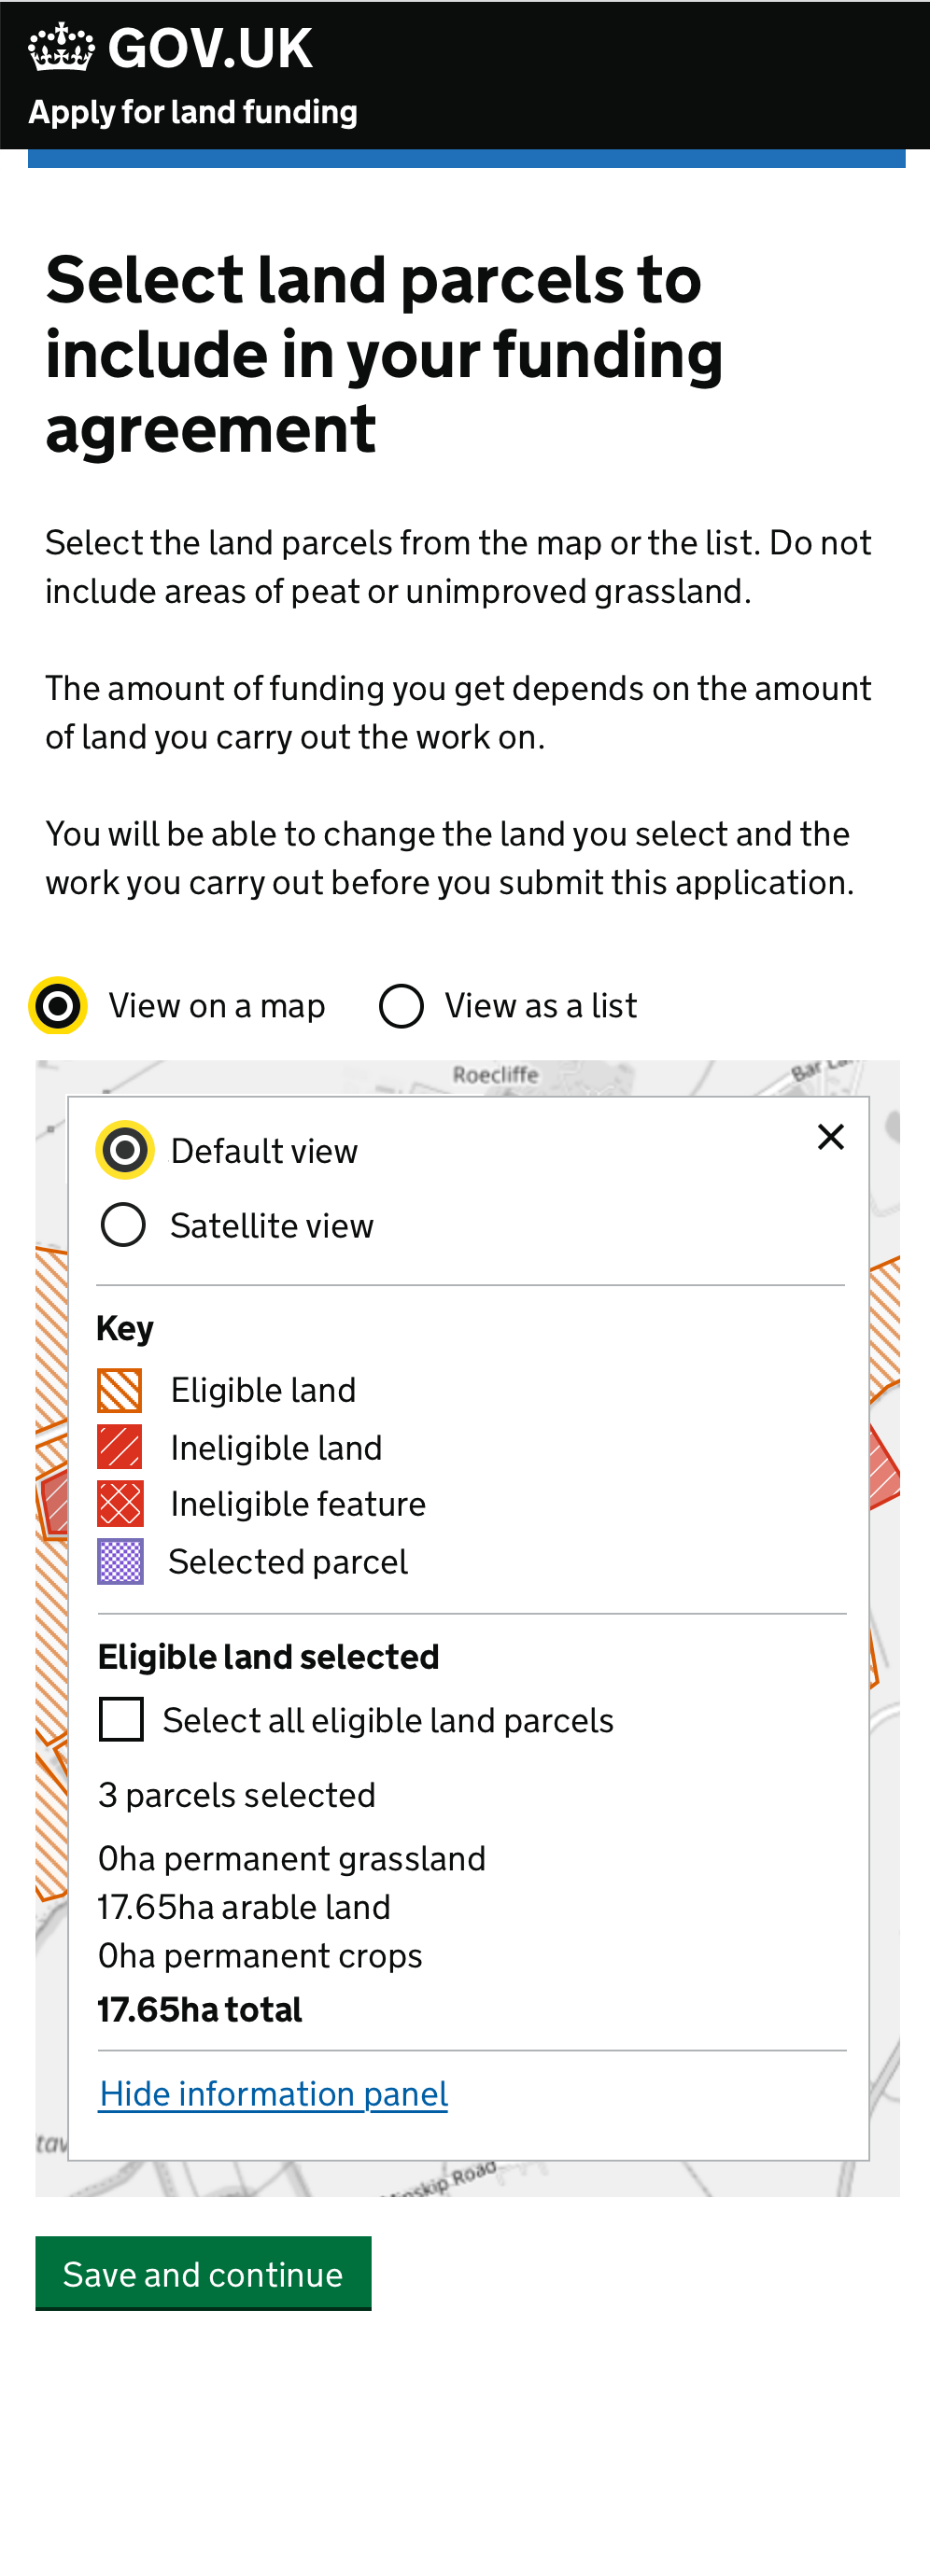 GOV.UK
Apply for land funding
Select land parcels to
include in your funding
agreement
Select the land parcels from the map or the list. Do not
include areas of peat or unimproved grassland.
The amount of funding you get depends on the amount
of land you carry out the work on.
You will be able to change the land you select and the
work you carry out before you submit this application.
View on a map View as a list
Roecliffe
Bar
Default view
Satellite view
Key
Eligible land
Ineligible land
Ineligible feature
Selected parcel
Eligible land selected
Select all eligible land parcels
3 parcels selected
0ha permanent grassland
17.65ha arable land
0ha permanent crops
17.65ha total
Hide information panel
Road
Save and continue